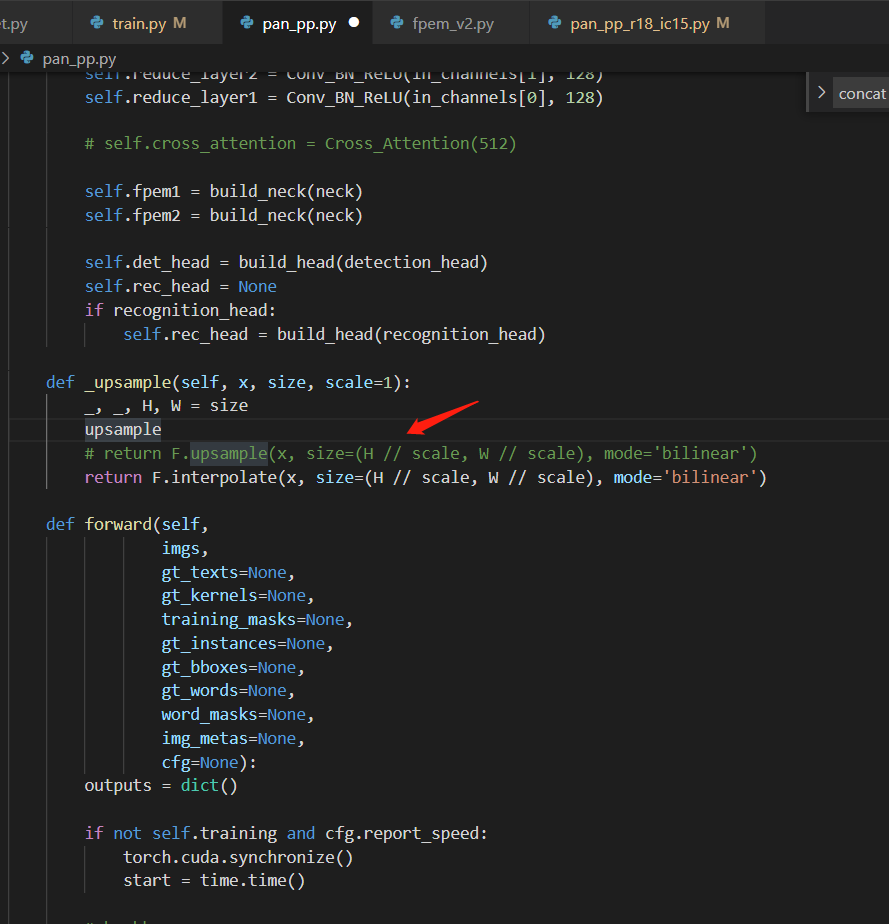 t.py train.py M pan_pp.py fpem_v2.py pan_pp_r18_ic15.py M
pan_pp.py
concat
self.reduce_layer2 = Conv_BN_ReLU(in_channels[1], 128)
self.reduce_layer1 = Conv_BN_ReLU(in_channels[0], 128)
# self.cross_attention = Cross_Attention(512)
self.fpem1 = build_neck(neck)
self.fpem2 = build_neck(neck)
self.det_head = build_head(detection_head)
self.rec_head = None
if recognition_head:
self.rec_head = build_head(recognition_head)
def _upsample(self, x, size, scale=1):
_, _, H, W = size
upsample
# return F.upsample(x, size=(H // scale, W // scale), mode='bilinear')
return F.interpolate(x, size=(H // scale, W // scale), mode='bilinear')
def forward(self,
imgs,
gt_texts=None,
gt_kernels=None,
training_masks=None,
gt_instances=None,
gt_bboxes=None,
gt_words=None,
word_masks=None,
img_metas=None,
cfg=None):
outputs = dict()
if not self.training and cfg.report_speed:
torch.cuda.synchronize()
start = time.time()